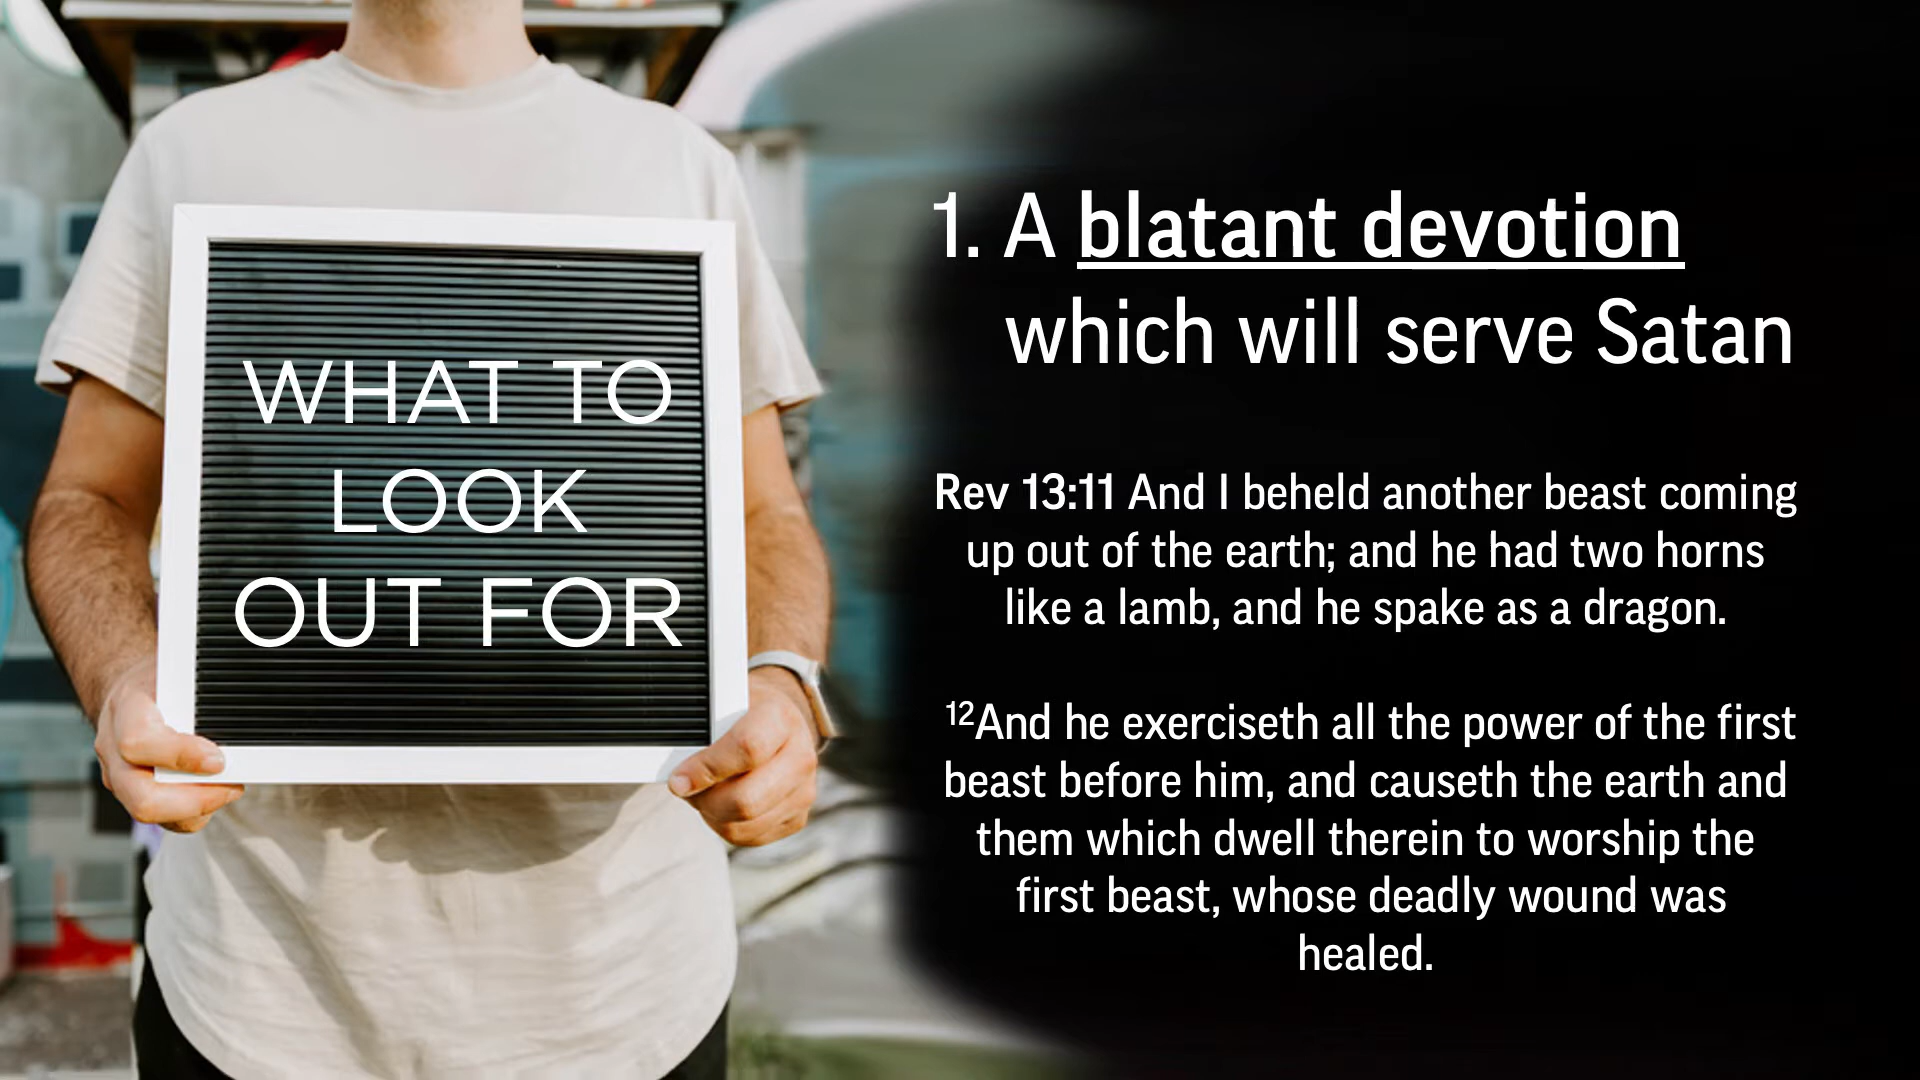 WHAT TO
LOOK
OUT FOR
1. A blatant devotion
which will serve Satan
Rev 13:11 And I beheld another beast coming
up out of the earth; and he had two horns
like a lamb, and he spake as a dragon.
12And he exerciseth all the power of the first
beast before him, and causeth the earth and
them which dwell therein to worship the
first beast, whose deadly wound was
healed.